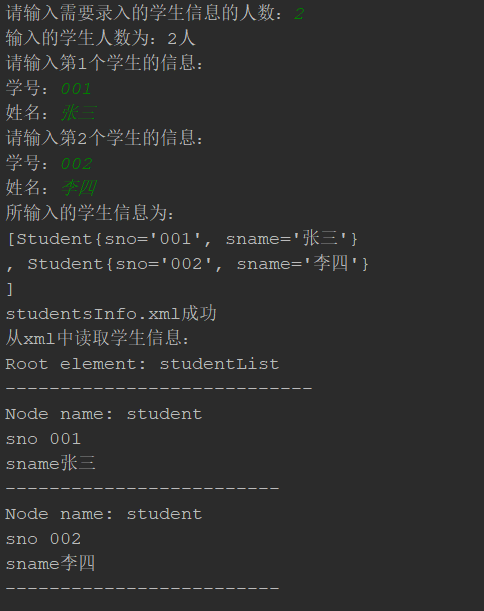 请输入需要录入的学生信息的人数：2
输入的学生人数为：2人
请输入第1个学生的信息：
学号：001
姓名：张三
请输入第2个学生的信息：
学号：002
姓名：李四
所输入的学生信息为：
[Student{sno='001', sname='张三'}
, Student{sno='002', sname='李四'}
]
studentsInfo.xml成功
从xml中读取学生信息：
Root element: studentList
----------------------------
Node name: student
sno 001
sname张三
-------------------------
Node name: student
sno 002
sname李四
-------------------------